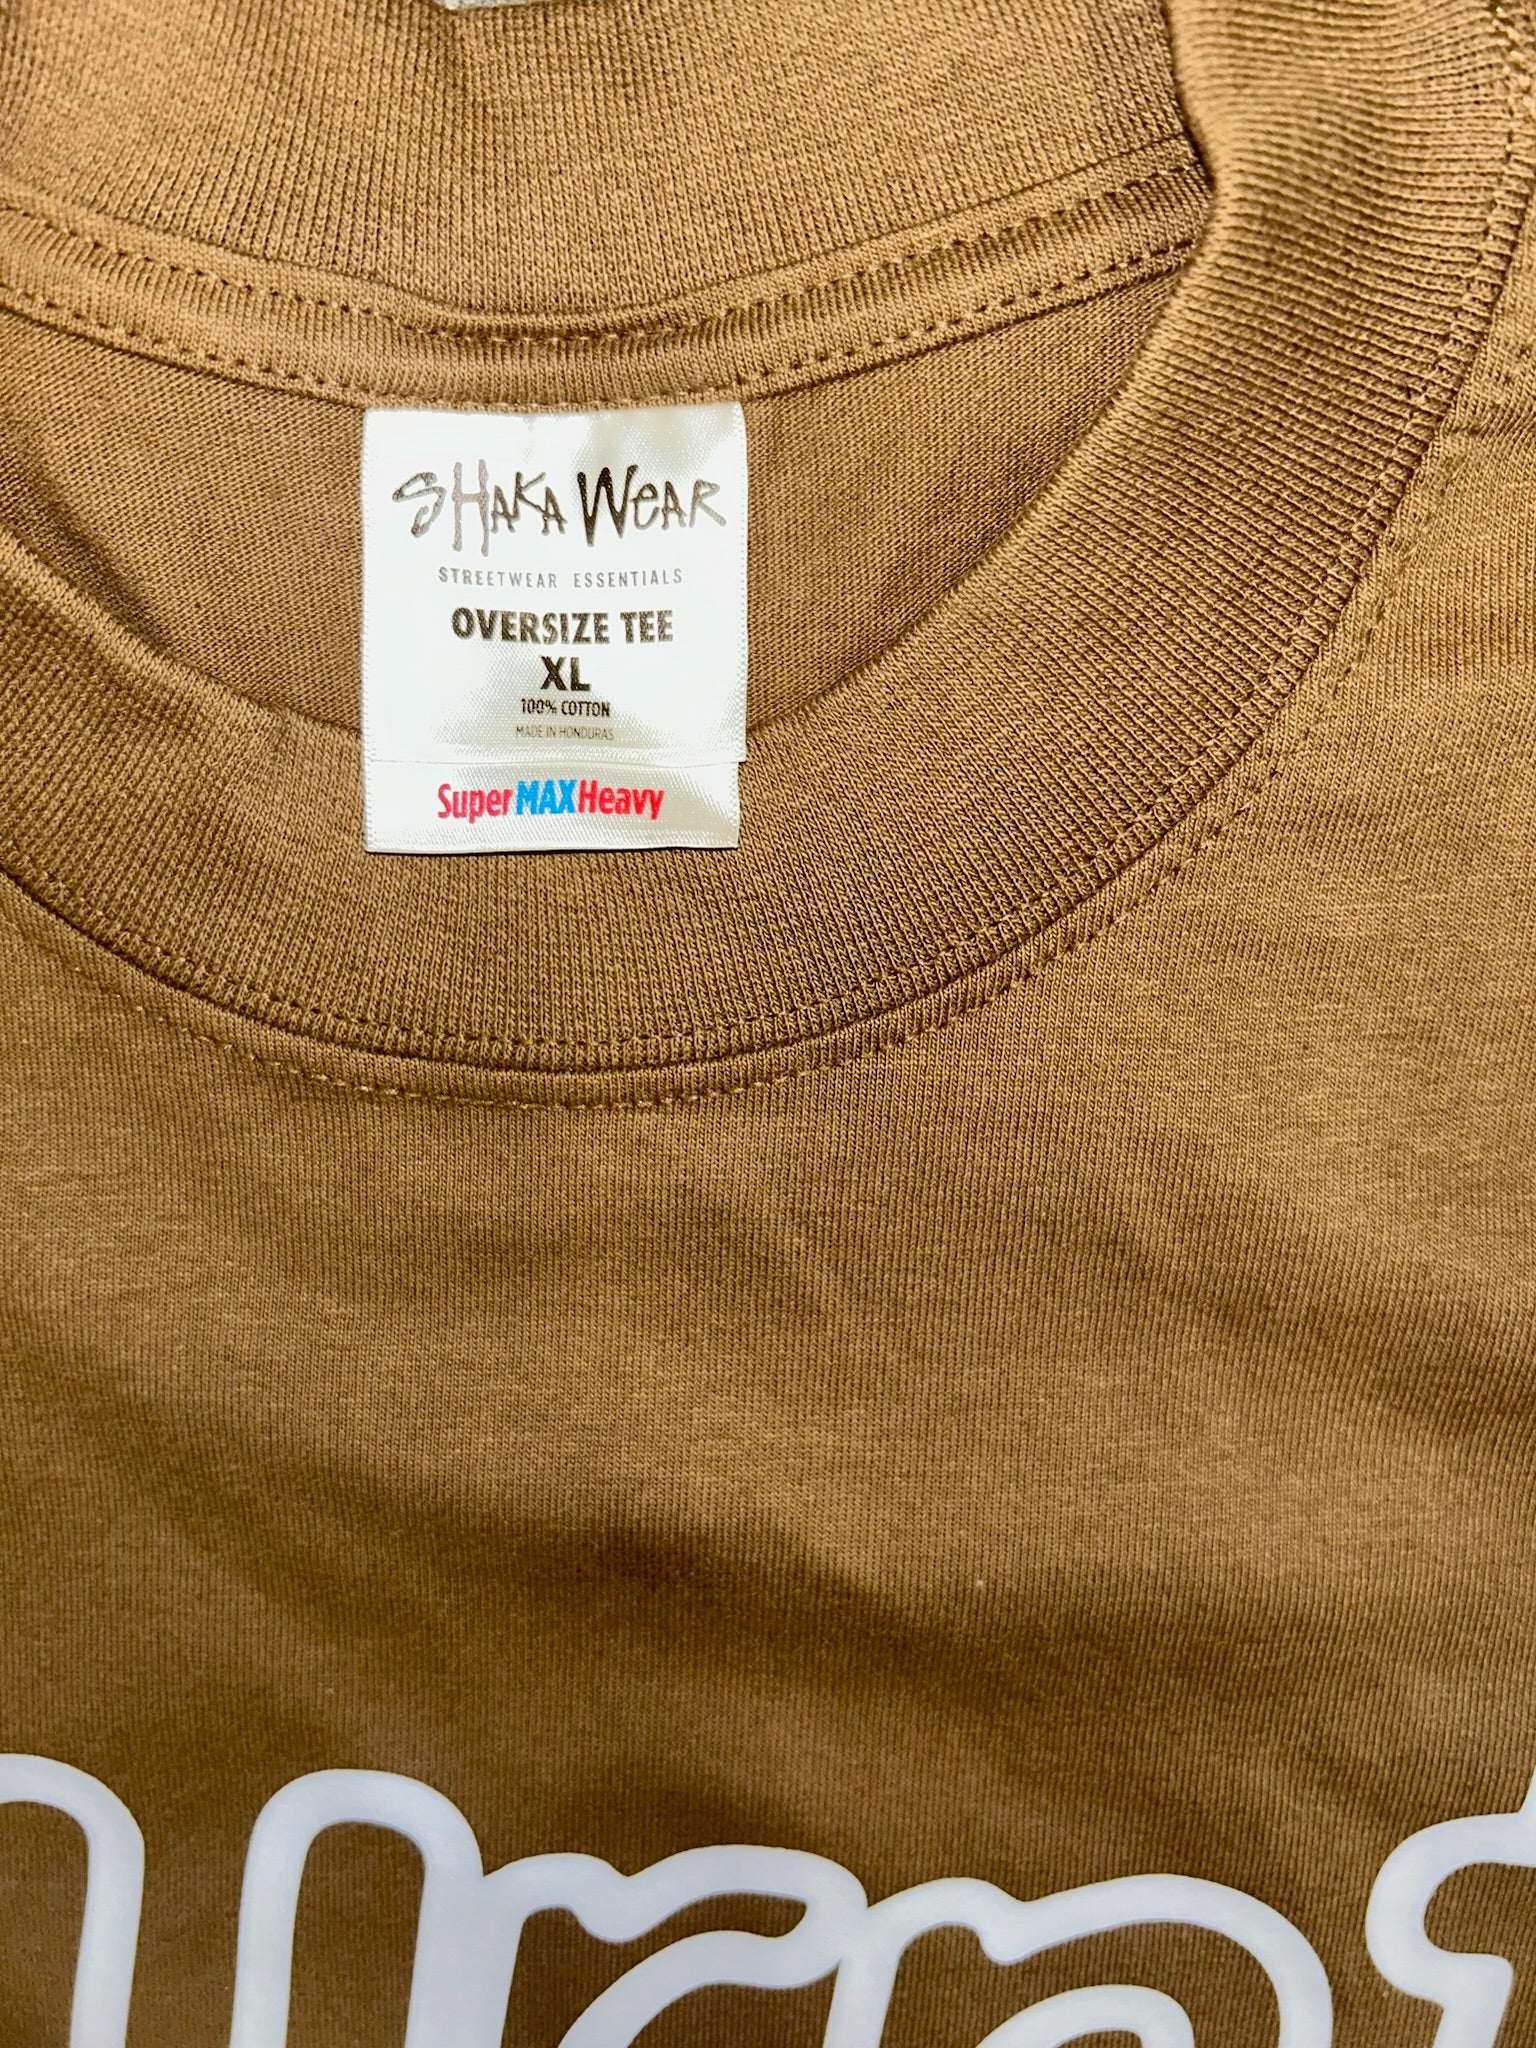 SHAKA WEAR
STREETWEAR ESSENTIALS
OVERSIZE TEE
XL
100% COTTON
MADE IN HONDURAS
SuperMAXHeavy